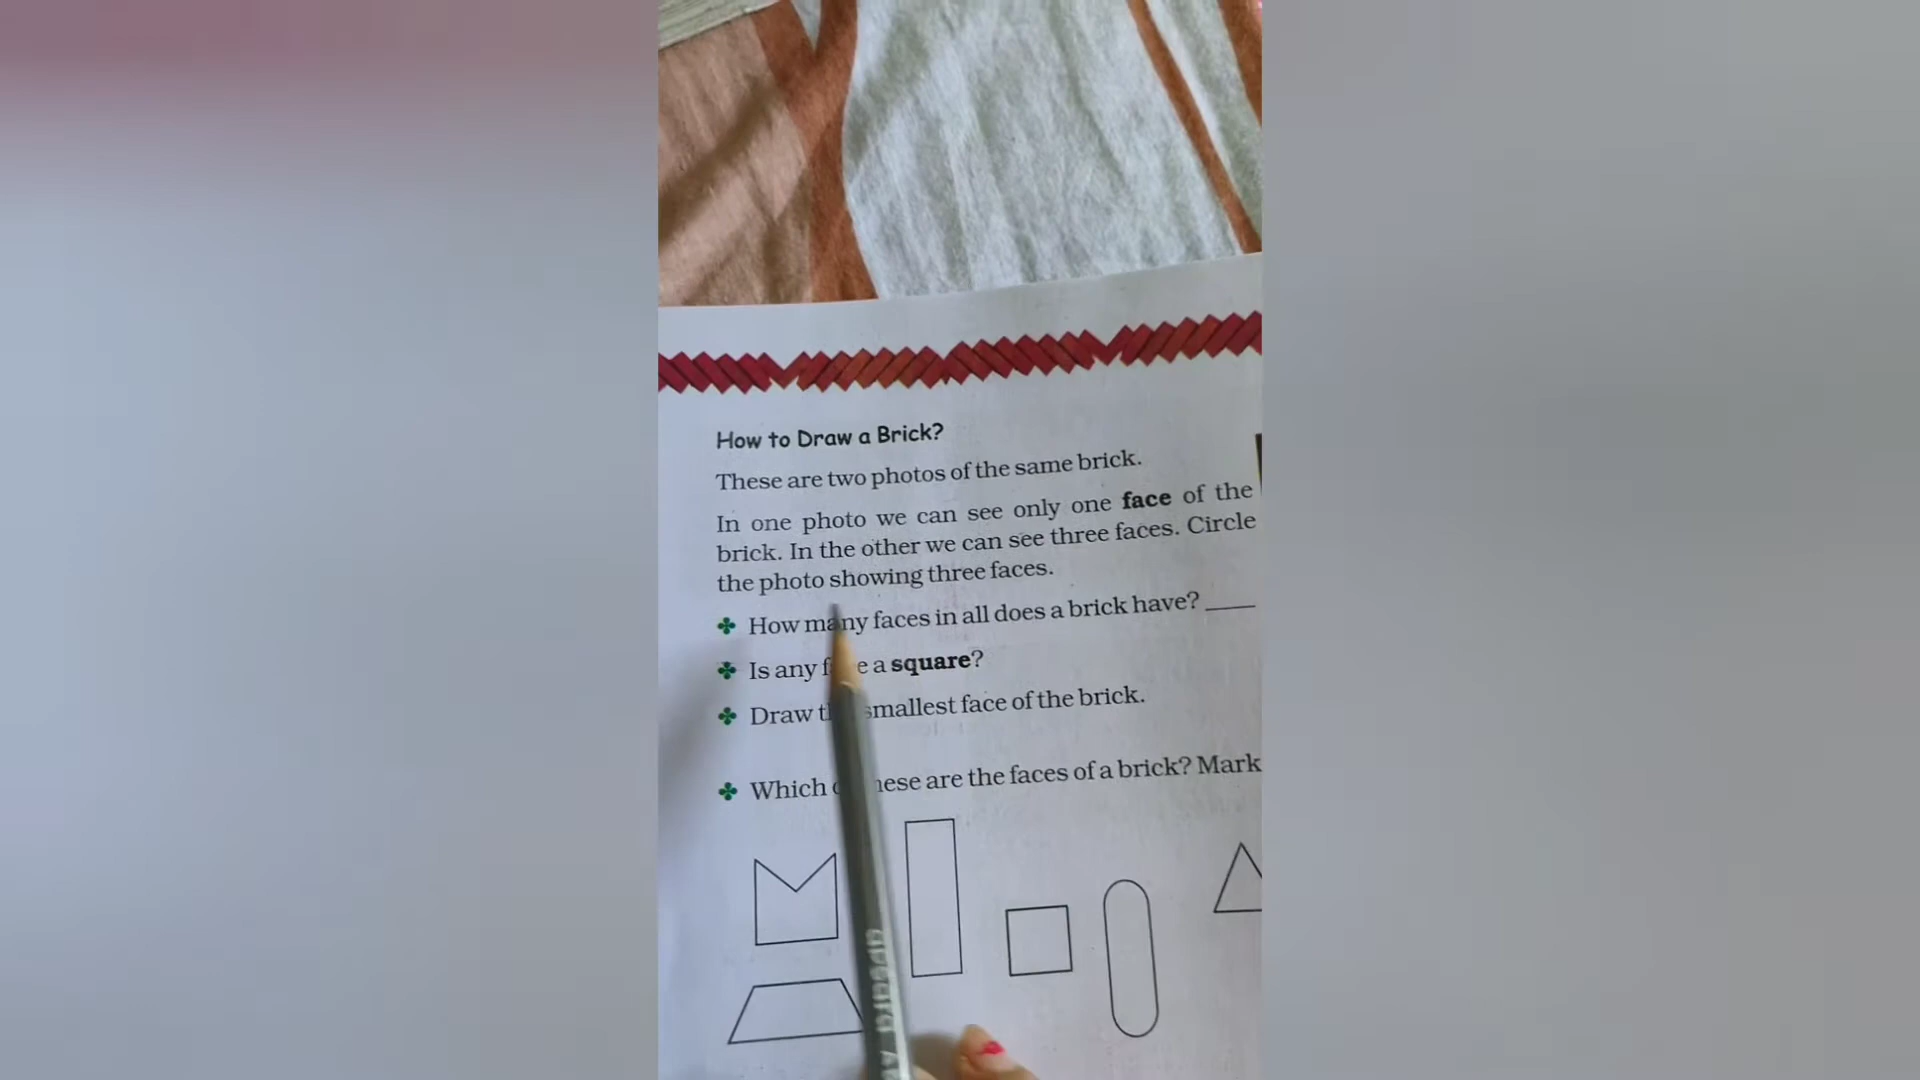 How to Draw a Brick?
These are two photos of the same brick.
In one photo we can see only one face of the
brick. In the other we can see three faces. Circle
the photo showing three faces.
How many faces in all does a brick have? ____
Is any a square?
Draw smallest face of the brick.
Which are the faces of a brick? Mark
apsara